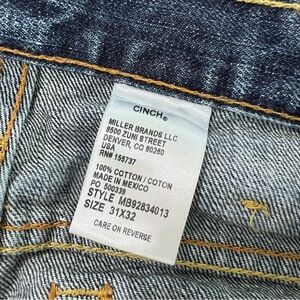 CINCH®
MILLER BRANDS LLC
8500 ZUNI STREET
DENVER, CO 80260
USA
RN# 155737
100% COTTON / COTON
MADE IN MEXICO
PO 500339
STYLE MB92834013
SIZE 31X32
CARE ON REVERSE